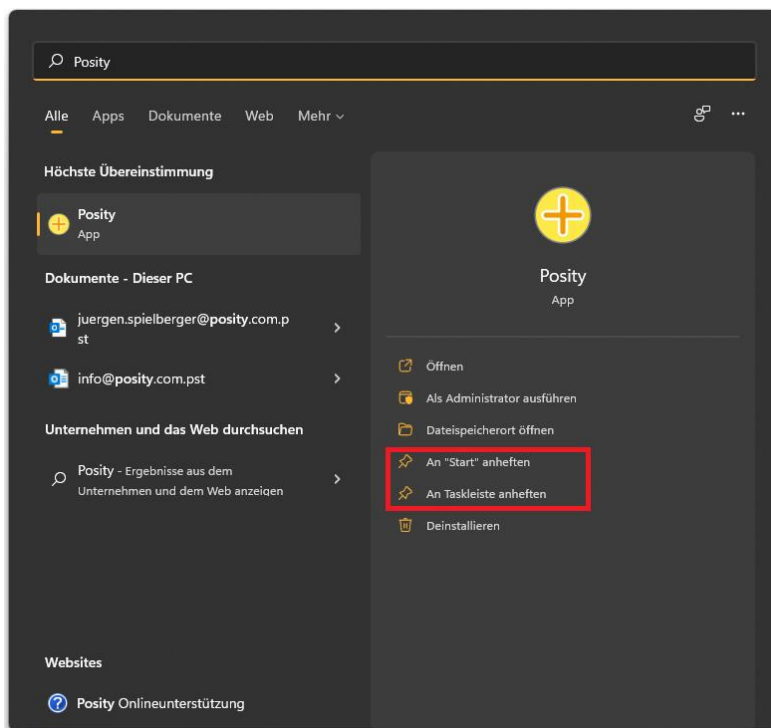 Posity
Alle Apps Dokumente Web Mehr
Höchste Übereinstimmung
Posity
App
Dokumente - Dieser PC
juergen.spielberger@posity.com.p
st
info@posity.com.pst
Unternehmen und das Web durchsuchen
Posity - Ergebnisse aus dem
Unternehmen und dem Web anzeigen
Websites
Posity Onlineunterstützung
Posity
App
Öffnen
Als Administrator ausführen
Dateispeicherort öffnen
An "Start" anheften
An Taskleiste anheften
Deinstallieren